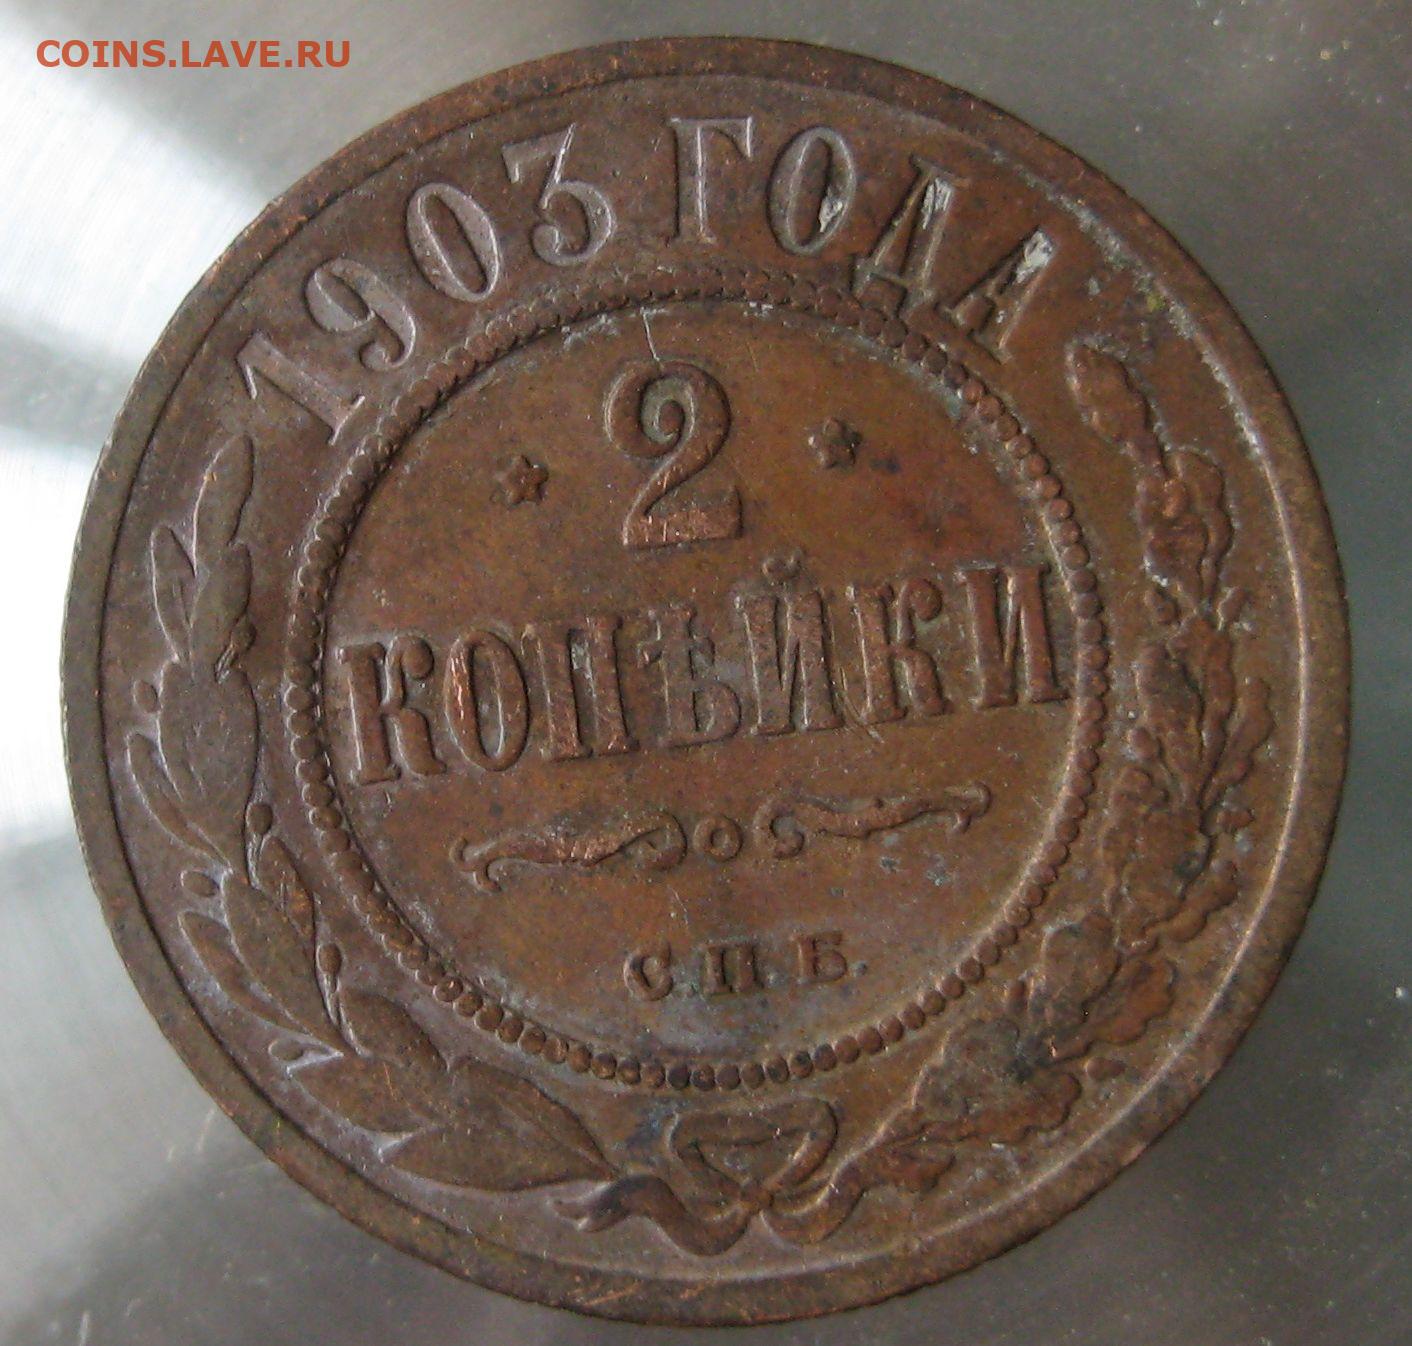 COINS.LAVE.RU
1903 ГОДА
2
КОПѢЙКИ
С.П.Б.